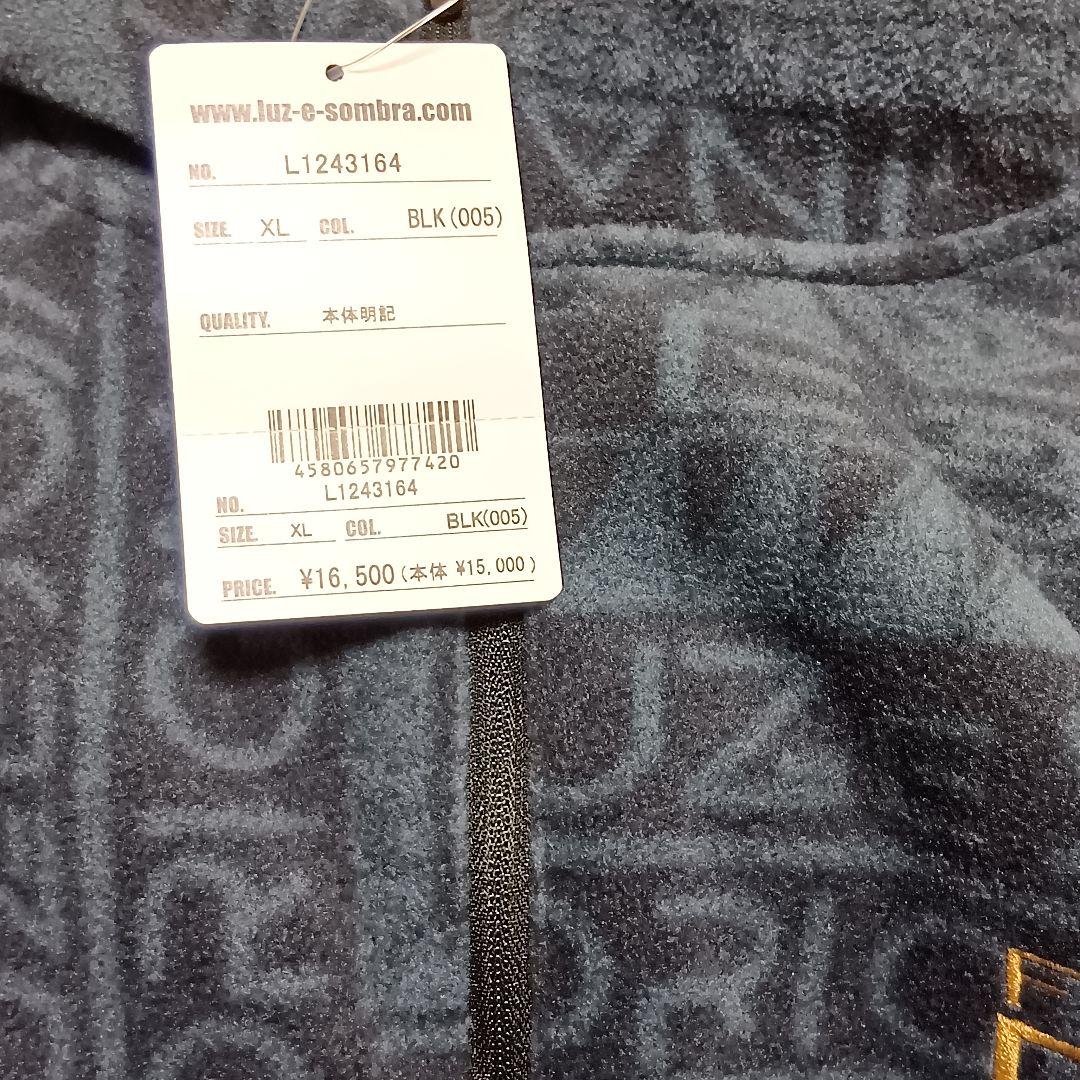 www.luz-e-sombra.com
NO. L1243164
SIZE. XL COL. BLK(005)
QUALITY. 本体明記
4580657977420
NO. L1243164
SIZE. XL COL. BLK(005)
PRICE. ¥16,500(本体 ¥15,000)
UZ